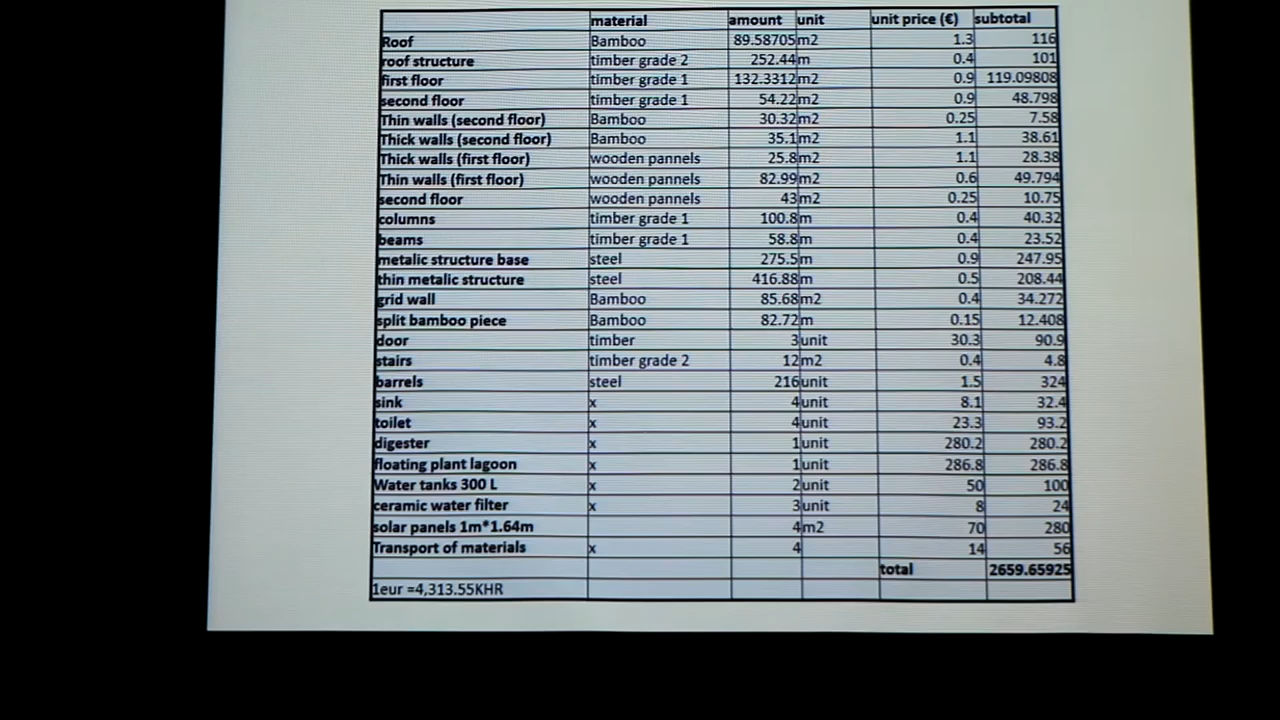 material amount unit unit price (€) subtotal
Roof Bamboo 89.58705 m2 1.3 116
roof structure timber grade 2 252.44 m 0.4 101
first floor timber grade 1 132.3312 m2 0.9 119.09808
second floor timber grade 1 54.22 m2 0.9 48.798
Thin walls (second floor) Bamboo 30.32 m2 0.25 7.58
Thick walls (second floor) Bamboo 35.1 m2 1.1 38.61
Thick walls (first floor) wooden pannels 25.8 m2 1.1 28.38
Thin walls (first floor) wooden pannels 82.99 m2 0.6 49.794
second floor wooden pannels 43 m2 0.25 10.75
columns timber grade 1 100.8 m 0.4 40.32
beams timber grade 1 58.8 m 0.4 23.52
metalic structure base steel 275.5 m 0.9 247.95
thin metalic structure steel 416.88 m 0.5 208.44
grid wall Bamboo 85.68 m2 0.4 34.272
split bamboo piece Bamboo 82.72 m 0.15 12.408
door timber 3 unit 30.3 90.9
stairs timber grade 2 12 m2 0.4 4.8
barrels steel 216 unit 1.5 324
sink x 4 unit 8.1 32.4
toilet x 4 unit 23.3 93.2
digester x 1 unit 280.2 280.2
floating plant lagoon x 1 unit 286.8 286.8
Water tanks 300 L x 2 unit 50 100
ceramic water filter x 3 unit 8 24
solar panels 1m*1.64m 4 m2 70 280
Transport of materials x 4 14 56
total 2659.65925
1eur =4,313.55KHR